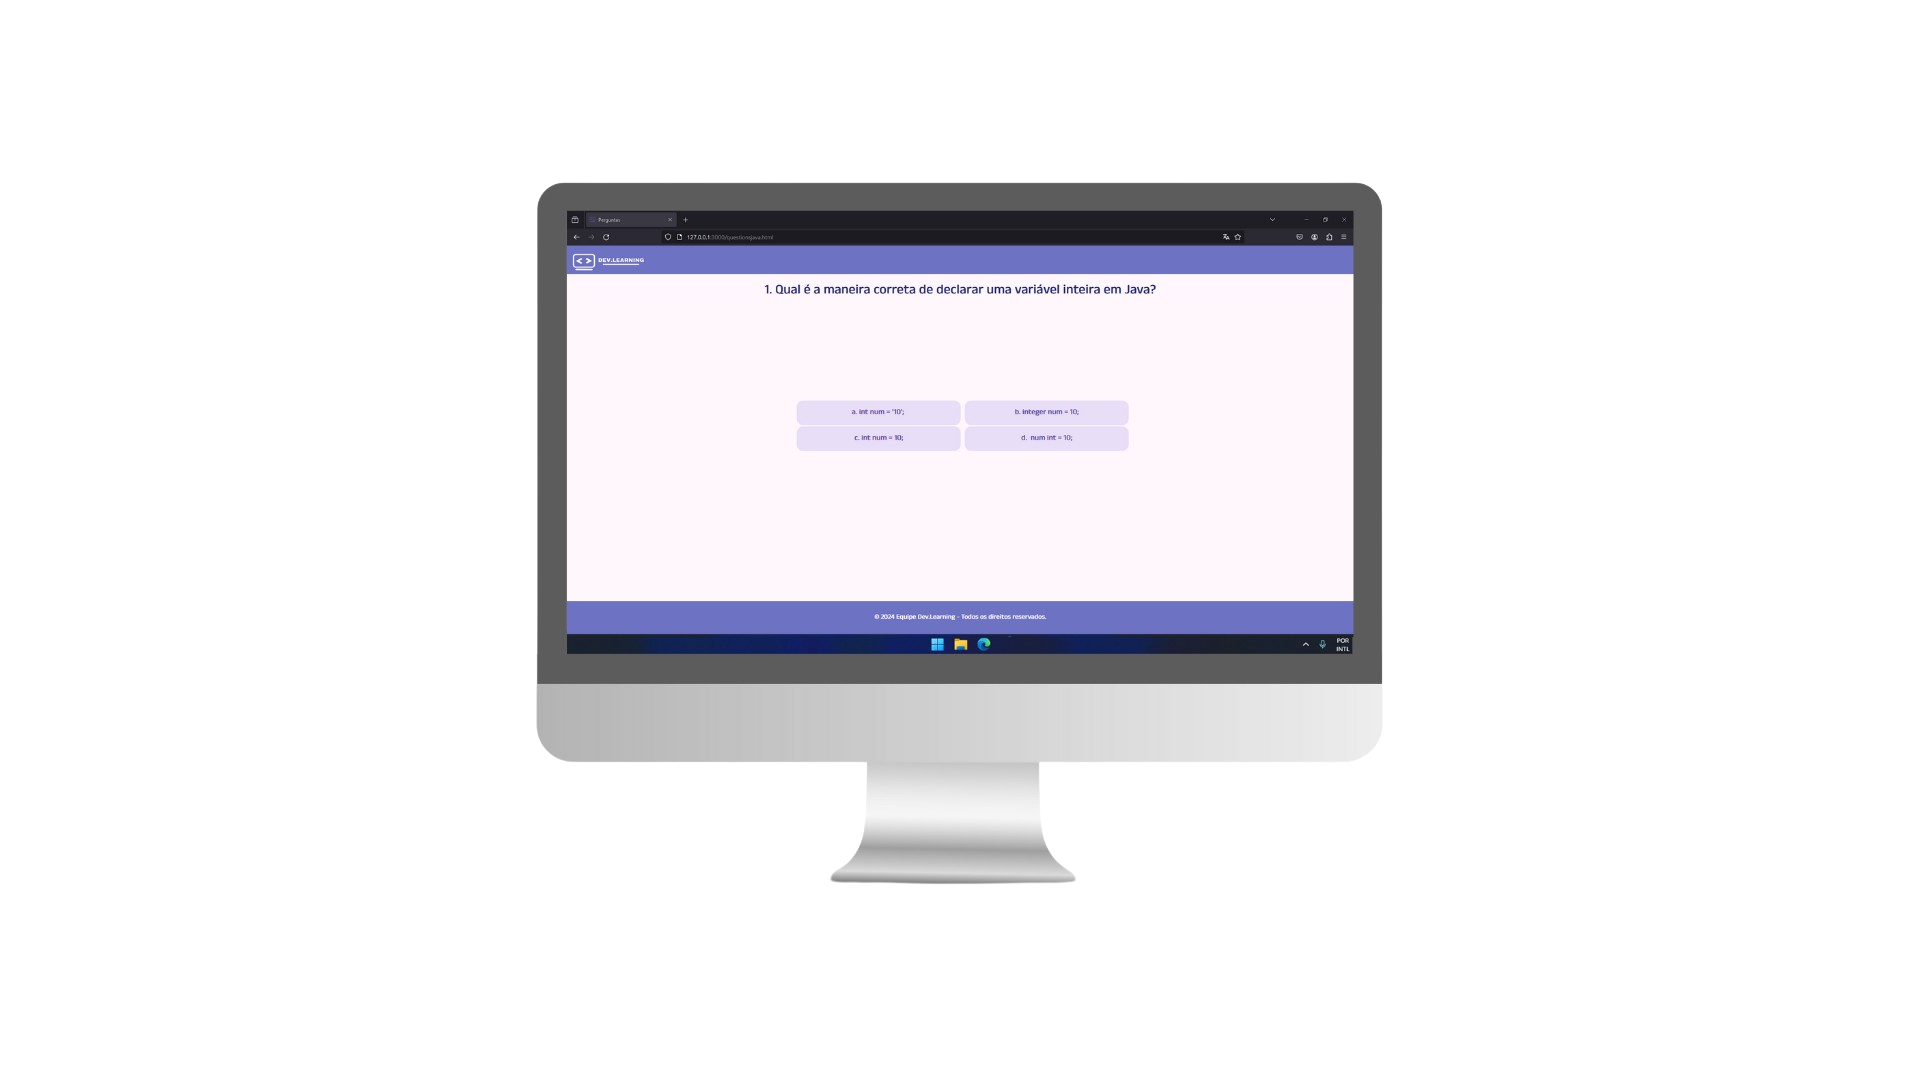 Perguntas
127.0.0.1:3000/questionsjava.html
DEV.LEARNING
1. Qual é a maneira correta de declarar uma variável inteira em Java?
a. int num = '10';
b. integer num = 10;
c. int num = 10;
d. num int = 10;
© 2024 Equipe Dev.Learning - Todos os direitos reservados.
POR
INTL